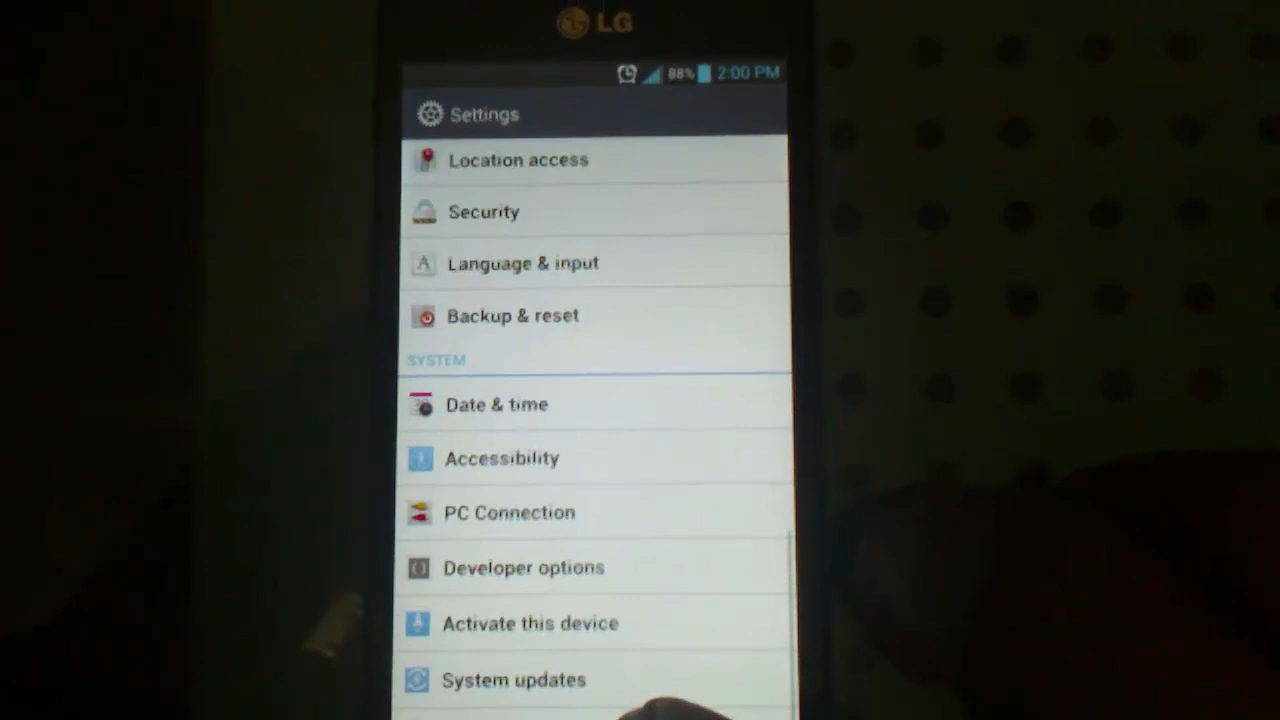 LG
88% 2:00 PM
Settings
Location access
Security
A Language & input
Backup & reset
SYSTEM
Date & time
Accessibility
PC Connection
Developer options
Activate this device
System updates